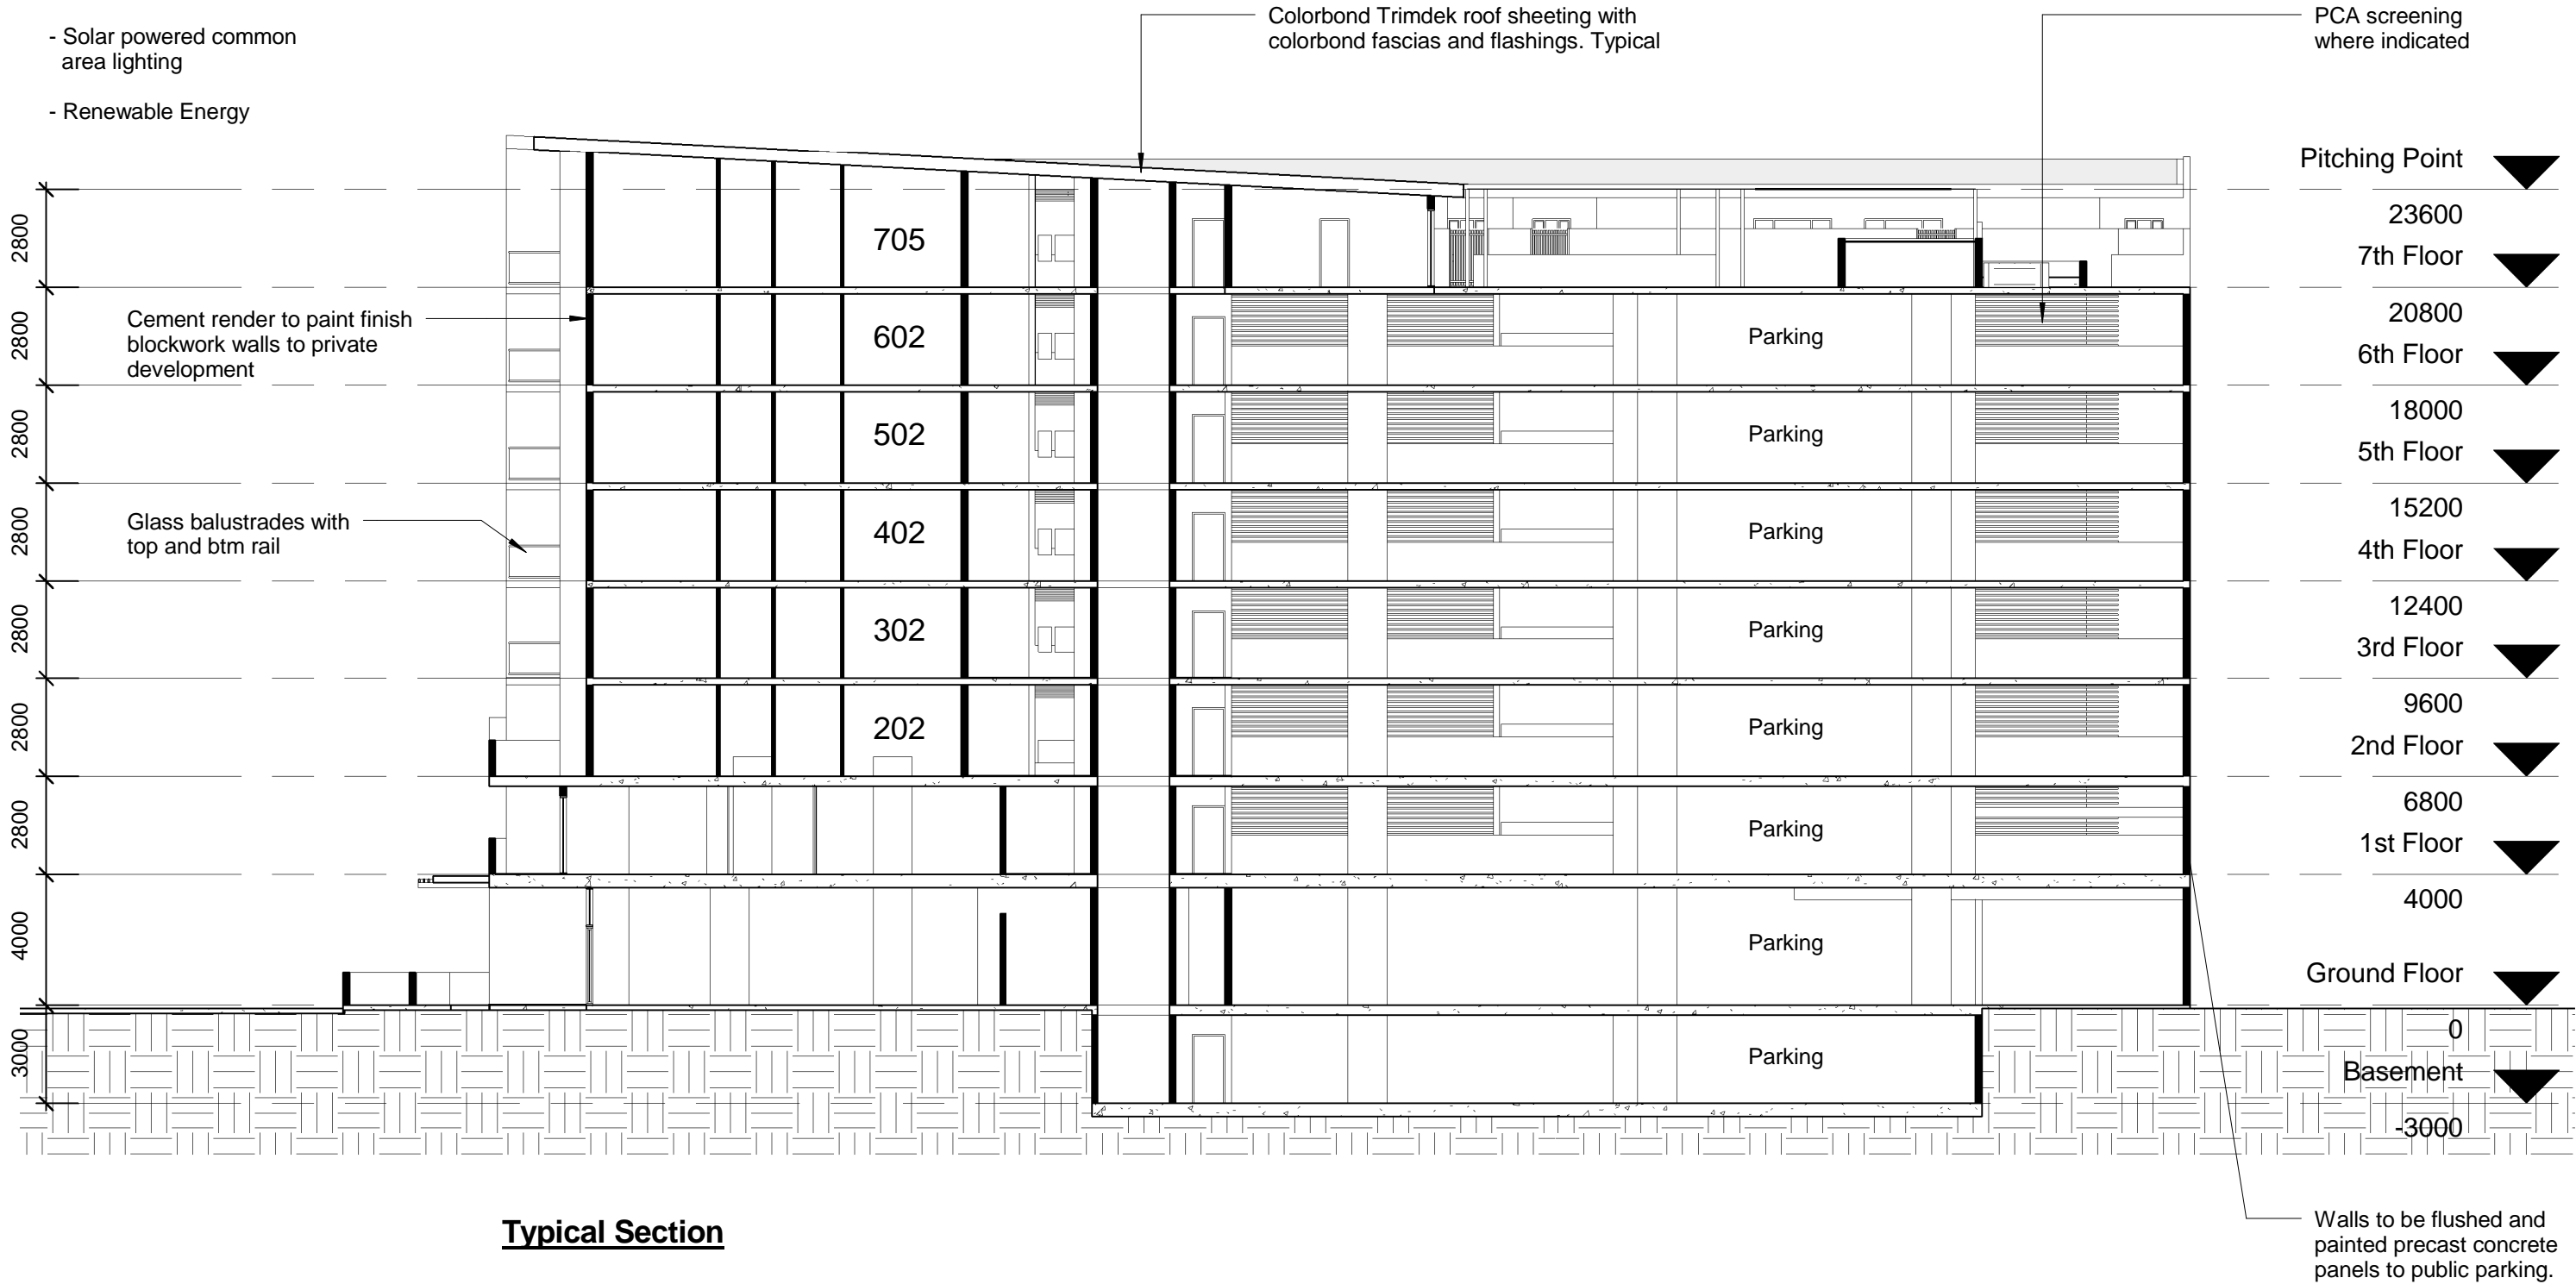 - Solar powered common
area lighting
- Renewable Energy
Colorbond Trimdek roof sheeting with
colorbond fascias and flashings. Typical
PCA screening
where indicated
Pitching Point
23600
2800
705
7th Floor
20800
Cement render to paint finish
blockwork walls to private
development
2800
602
Parking
6th Floor
18000
2800
502
Parking
5th Floor
15200
Glass balustrades with
top and btm rail
2800
402
Parking
4th Floor
12400
2800
302
Parking
3rd Floor
9600
2800
202
Parking
2nd Floor
6800
2800
Parking
1st Floor
4000
4000
Parking
Ground Floor
0
3000
Parking
Basement
-3000
Typical Section
Walls to be flushed and
painted precast concrete
panels to public parking.